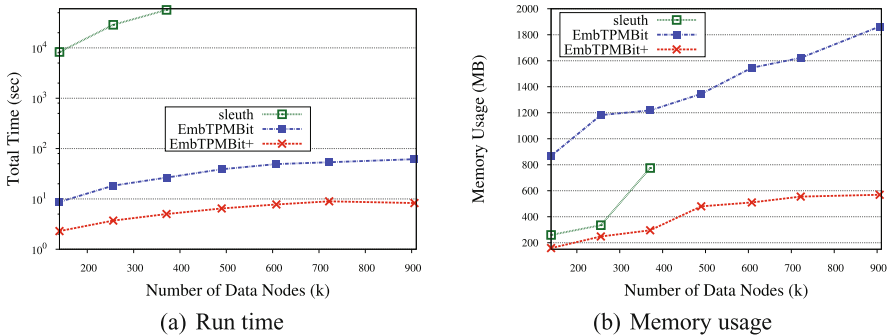 sleuth
EmbTPMBit
EmbTPMBit+
Total Time (sec)
10^4
10^3
10^2
10^1
10^0
200 300 400 500 600 700 800 900
Number of Data Nodes (k)
(a) Run time
sleuth
EmbTPMBit
EmbTPMBit+
Memory Usage (MB)
2000
1800
1600
1400
1200
1000
800
600
400
200
200 300 400 500 600 700 800 900
Number of Data Nodes (k)
(b) Memory usage